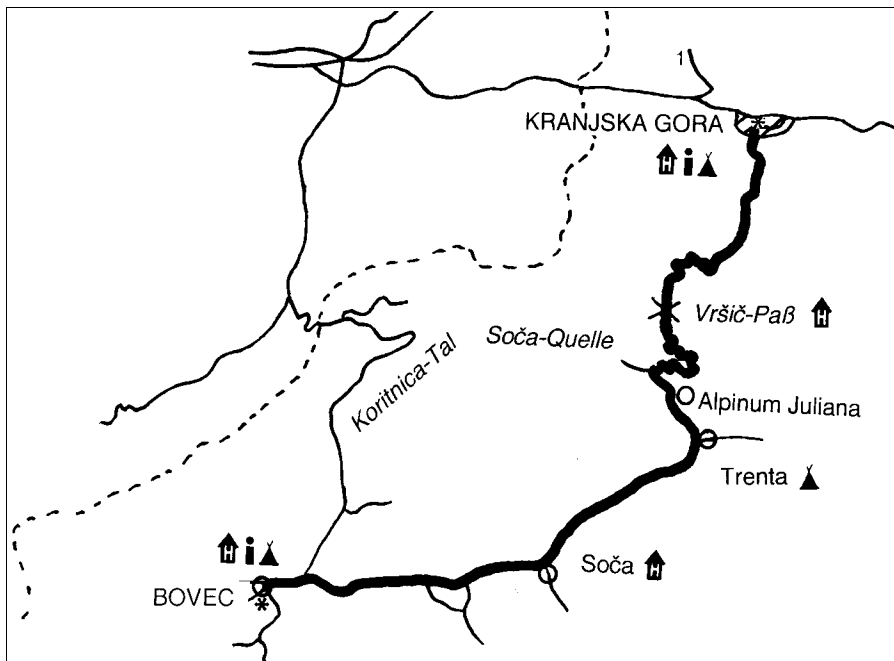 1
KRANJSKA GORA
H i
Vršič-Paß H
Soča-Quelle
Koritnica-Tal
Alpinum Juliana
Trenta
H i
Soča H
BOVEC